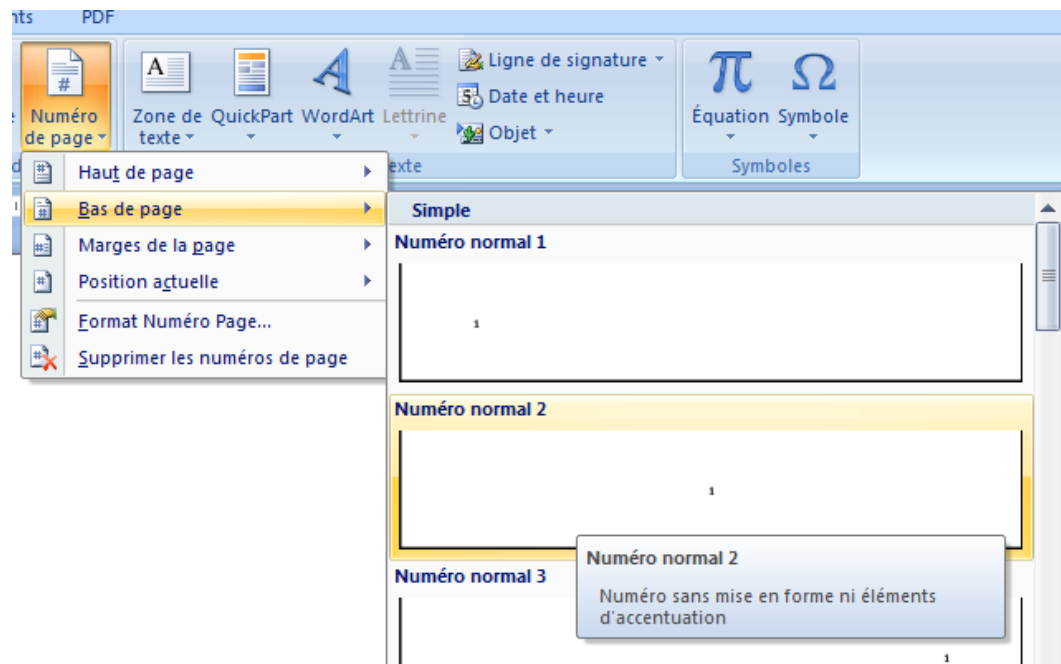 PDF
Numéro de page
Zone de texte
QuickPart
WordArt
Lettrine
Ligne de signature
Date et heure
Objet
Équation
Symbole
Symboles
Haut de page
Bas de page
Marges de la page
Position actuelle
Format Numéro Page...
Supprimer les numéros de page
Simple
Numéro normal 1
1
Numéro normal 2
1
Numéro normal 2
Numéro sans mise en forme ni éléments
d'accentuation
Numéro normal 3
1